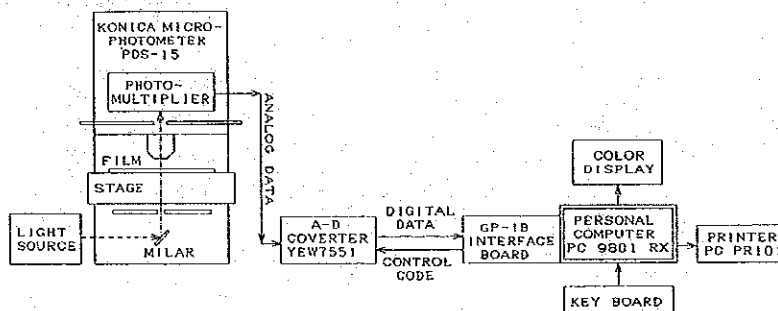 KONICA MICRO-
PHOTOMETER
PDS-15
PHOTO-
MULTIPLIER
ANALOG DATA
FILM
STAGE
LIGHT
SOURCE
MILAR
A-D
COVERTER
YEW7551
DIGITAL
DATA
CONTROL
CODE
GP-IB
INTERFACE
BOARD
COLOR
DISPLAY
PERSONAL
COMPUTER
PC 9801 RX
PRINTER
PC PR10
KEY BOARD